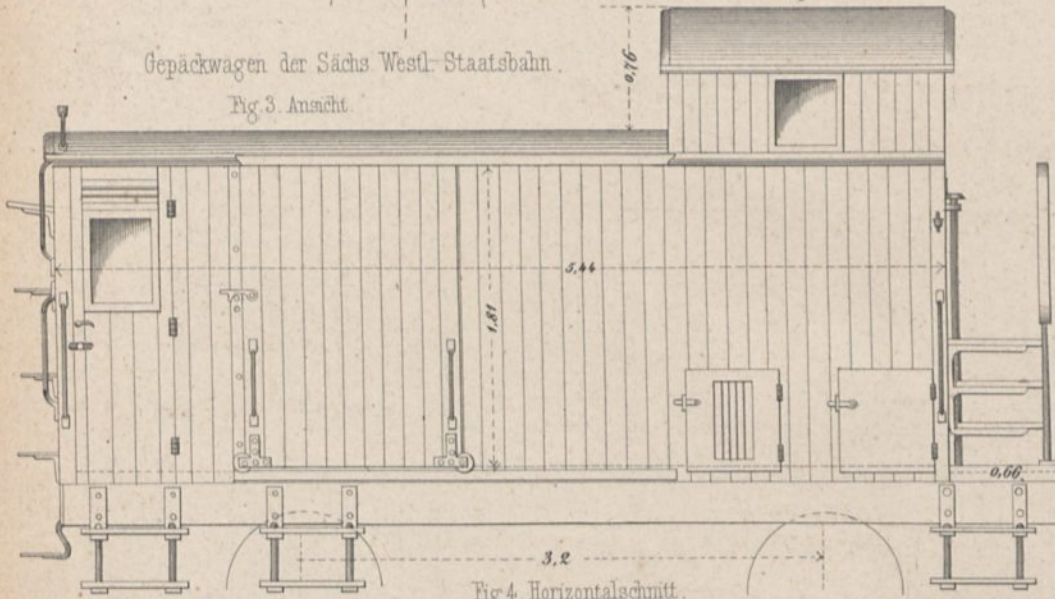 0,76
Gepäckwagen der Sächs Westl. Staatsbahn.
Fig. 3. Ansicht.
5,44
1,81
0,66.
3,2
Fig 4. Horizontalschnitt.